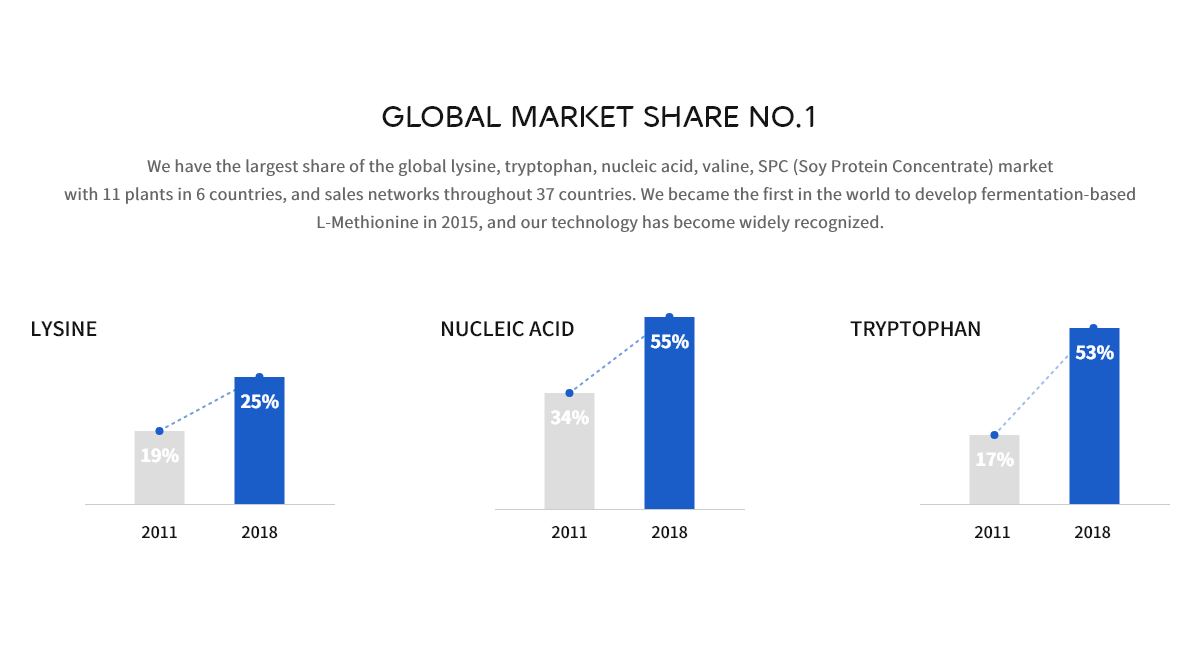 GLOBAL MARKET SHARE NO.1
We have the largest share of the global lysine, tryptophan, nucleic acid, valine, SPC (Soy Protein Concentrate) market
with 11 plants in 6 countries, and sales networks throughout 37 countries. We became the first in the world to develop fermentation-based
L-Methionine in 2015, and our technology has become widely recognized.
LYSINE
19%
25%
2011
2018
NUCLEIC ACID
34%
55%
2011
2018
TRYPTOPHAN
17%
53%
2011
2018